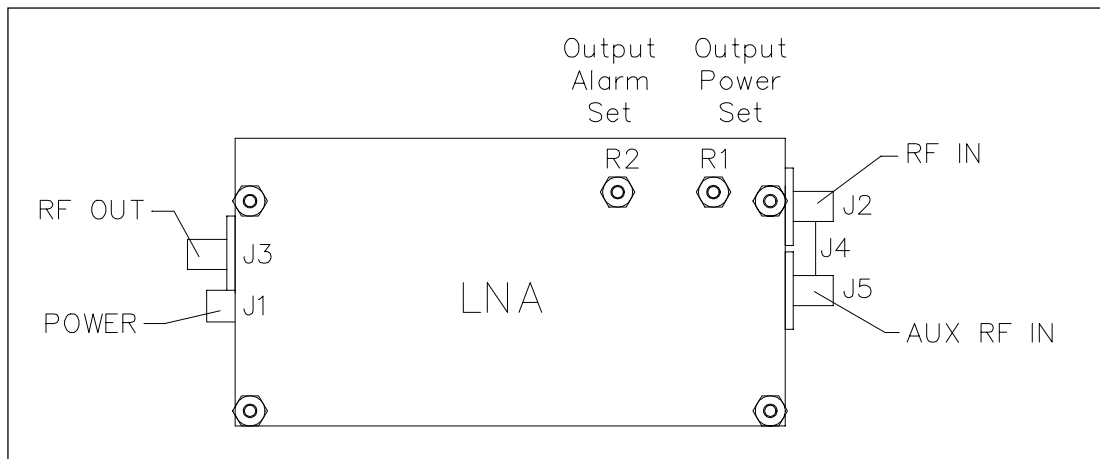 Output
Alarm
Set
Output
Power
Set
R2
R1
RF IN
J2
RF OUT
J3
J4
LNA
J5
J1
POWER
AUX RF IN